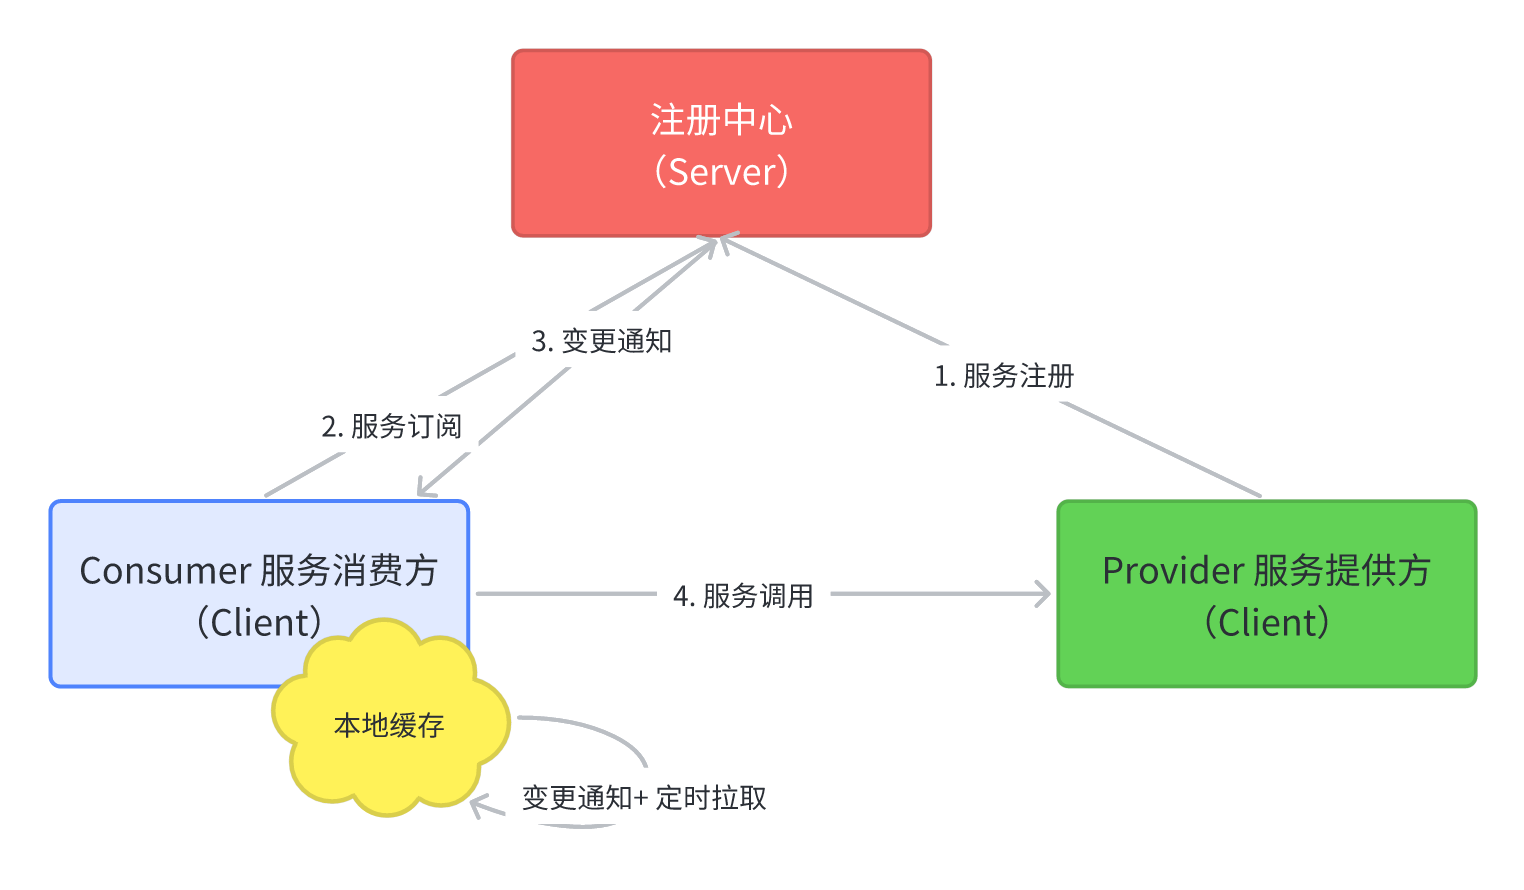 注册中心
（Server）
3. 变更通知
1. 服务注册
2. 服务订阅
Consumer 服务消费方
（Client）
4. 服务调用
Provider 服务提供方
（Client）
本地缓存
变更通知+ 定时拉取